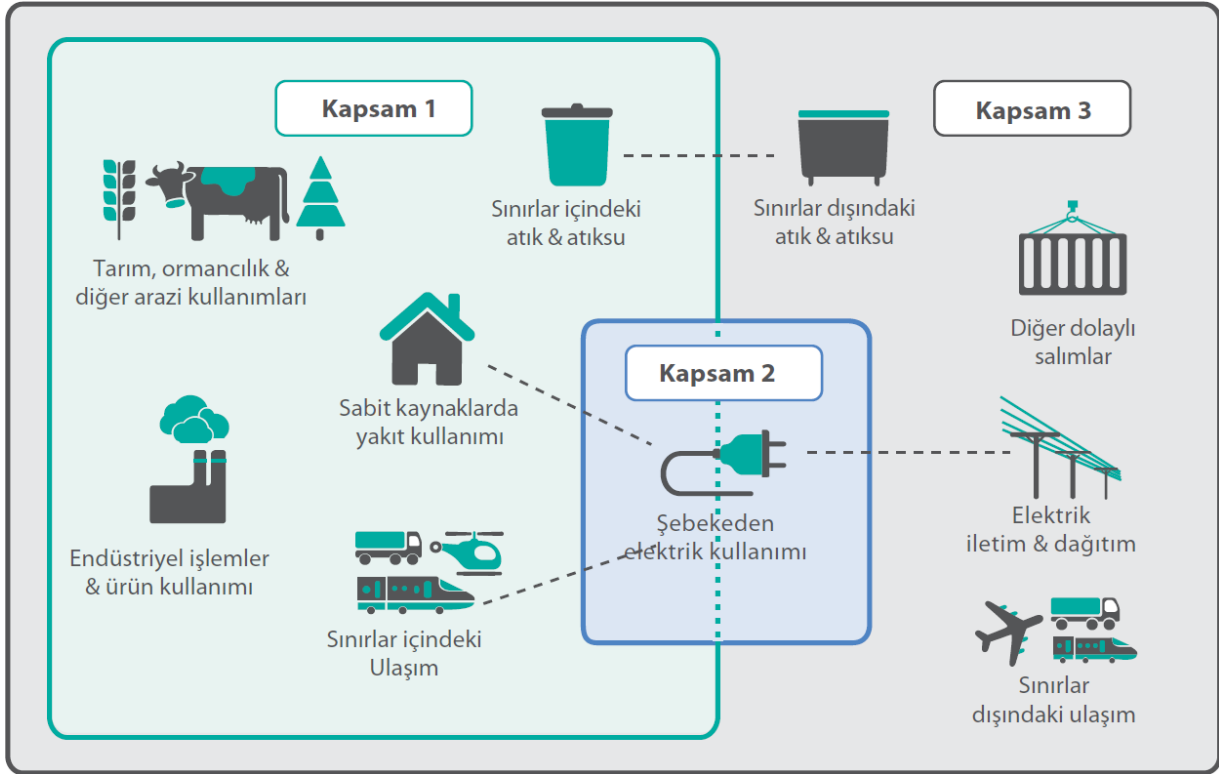 Kapsam 1
Kapsam 3
Sınırlar içindeki
atık & atıksu
Sınırlar dışındaki
atık & atıksu
Tarım, ormancılık &
diğer arazi kullanımları
Diğer dolaylı
salımlar
Kapsam 2
Sabit kaynaklarda
yakıt kullanımı
Şebekeden
elektrik kullanımı
Elektrik
iletim & dağıtım
Endüstriyel işlemler
& ürün kullanımı
Sınırlar içindeki
Ulaşım
Sınırlar
dışındaki ulaşım